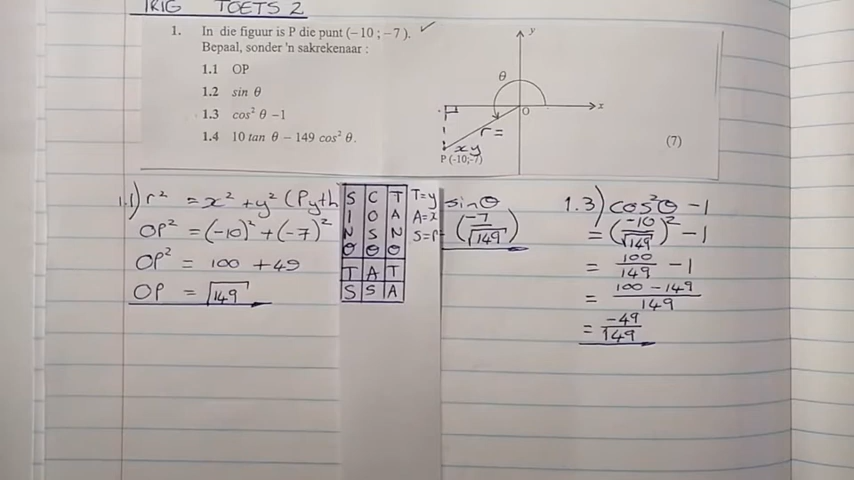 TRIG TOETS 2
1. In die figuur is P die punt (−10 ; −7). ✓
Bepaal, sonder 'n sakrekenaar :
1.1 OP
1.2 sin θ
1.3 cos² θ −1
1.4 10 tan θ − 149 cos² θ.
(7)
y
θ
x
O
r =
x y
P (-10;-7)
1.1) r² = x² + y² (Pyth
OP² = (-10)² + (-7)²
OP² = 100 + 49
OP = √149
S C T
I O A
N S N
θ θ θ
T A T
S S A
T=y
A=x
S=r
sinθ
(-7/√149)
1.3) cos²θ - 1
= (-10/√149)² - 1
= 100/149 - 1
= 100 - 149/149
= -49/149